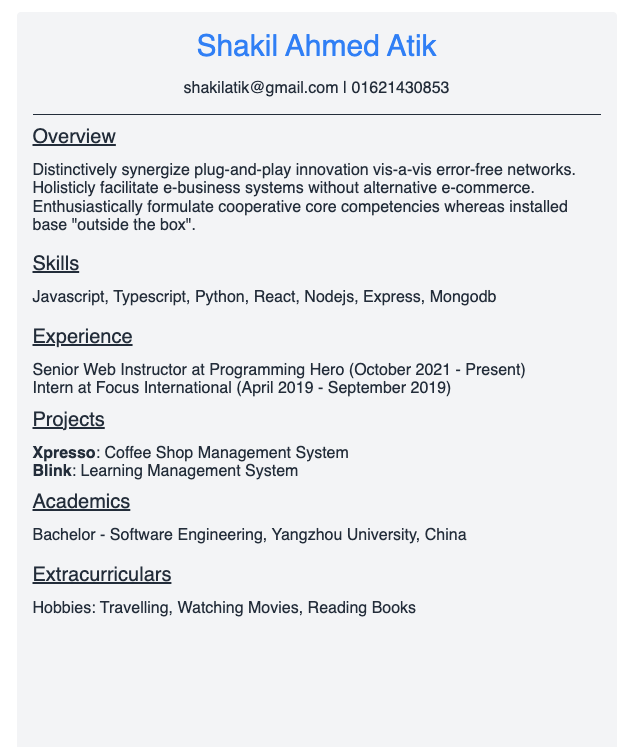 Shakil Ahmed Atik
shakilatik@gmail.com | 01621430853
Overview
Distinctively synergize plug-and-play innovation vis-a-vis error-free networks.
Holisticly facilitate e-business systems without alternative e-commerce.
Enthusiastically formulate cooperative core competencies whereas installed
base "outside the box".
Skills
Javascript, Typescript, Python, React, Nodejs, Express, Mongodb
Experience
Senior Web Instructor at Programming Hero (October 2021 - Present)
Intern at Focus International (April 2019 - September 2019)
Projects
Xpresso: Coffee Shop Management System
Blink: Learning Management System
Academics
Bachelor - Software Engineering, Yangzhou University, China
Extracurriculars
Hobbies: Travelling, Watching Movies, Reading Books